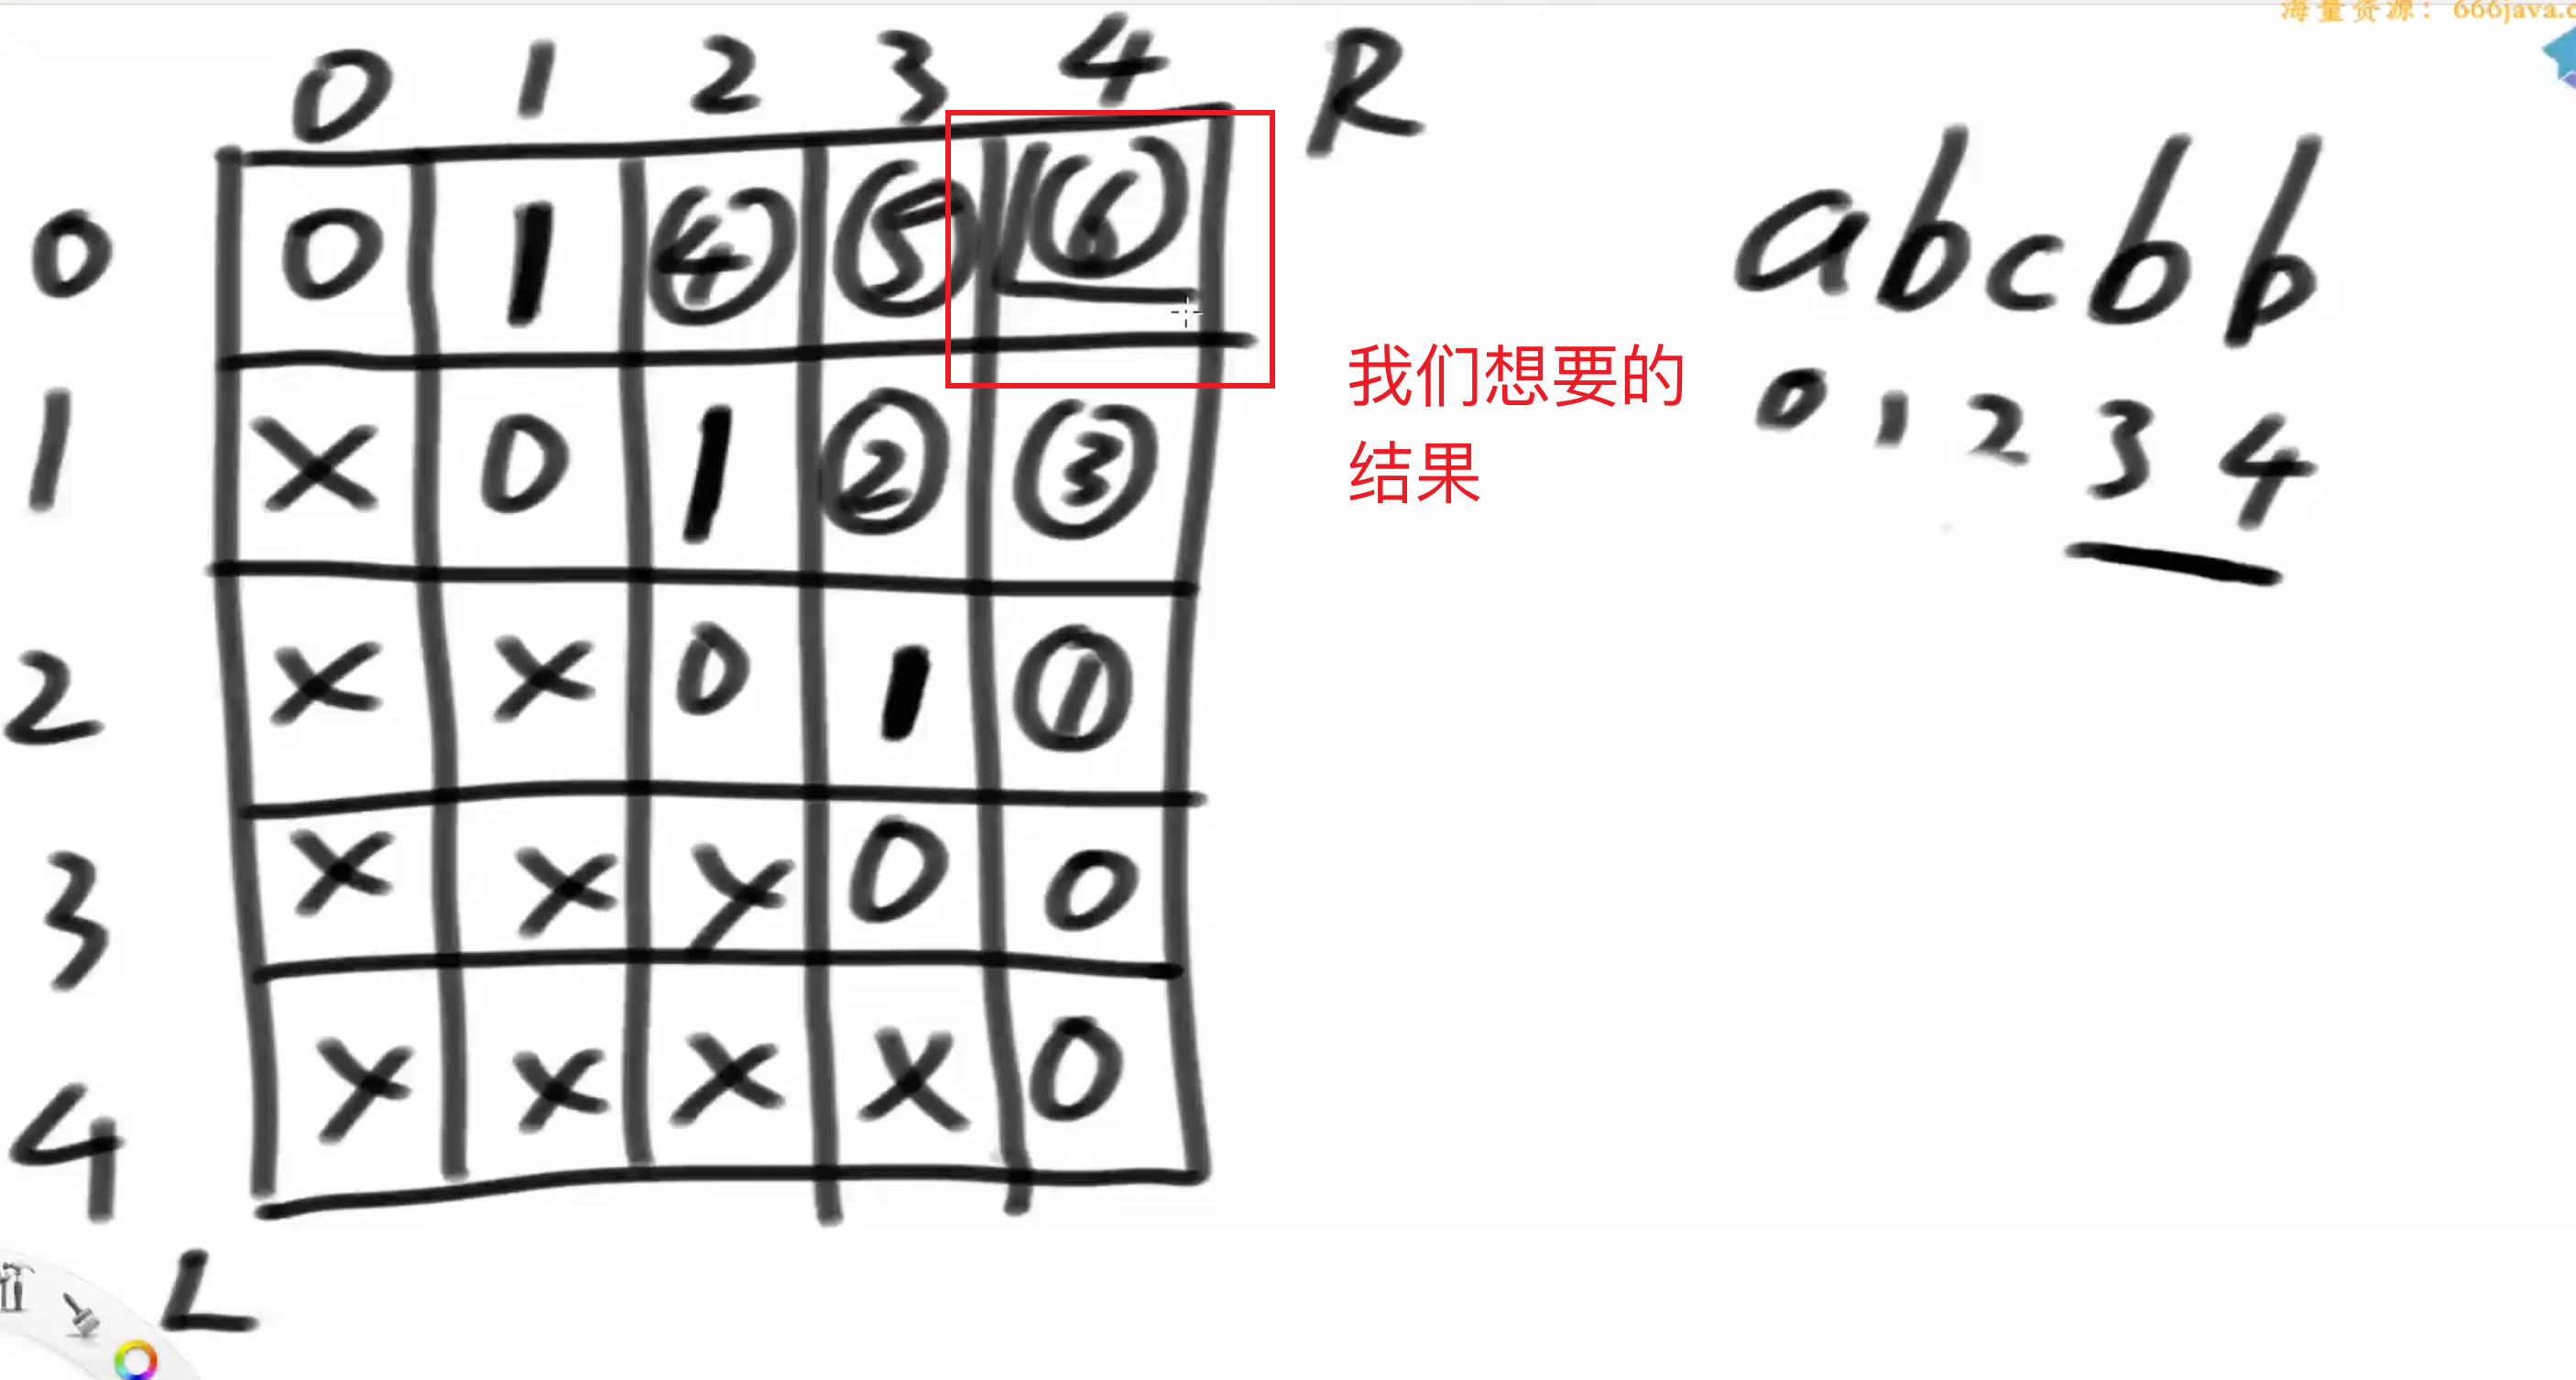 海量资源：666java.c
0 1 2 3 4 R
0 0 1 ④ ⑤ ⑥
1 X 0 1 ② ③
2 X X 0 1 ①
3 X X X 0 0
4 X X X X 0
L
abcbb
0 1 2 3 4
我们想要的
结果